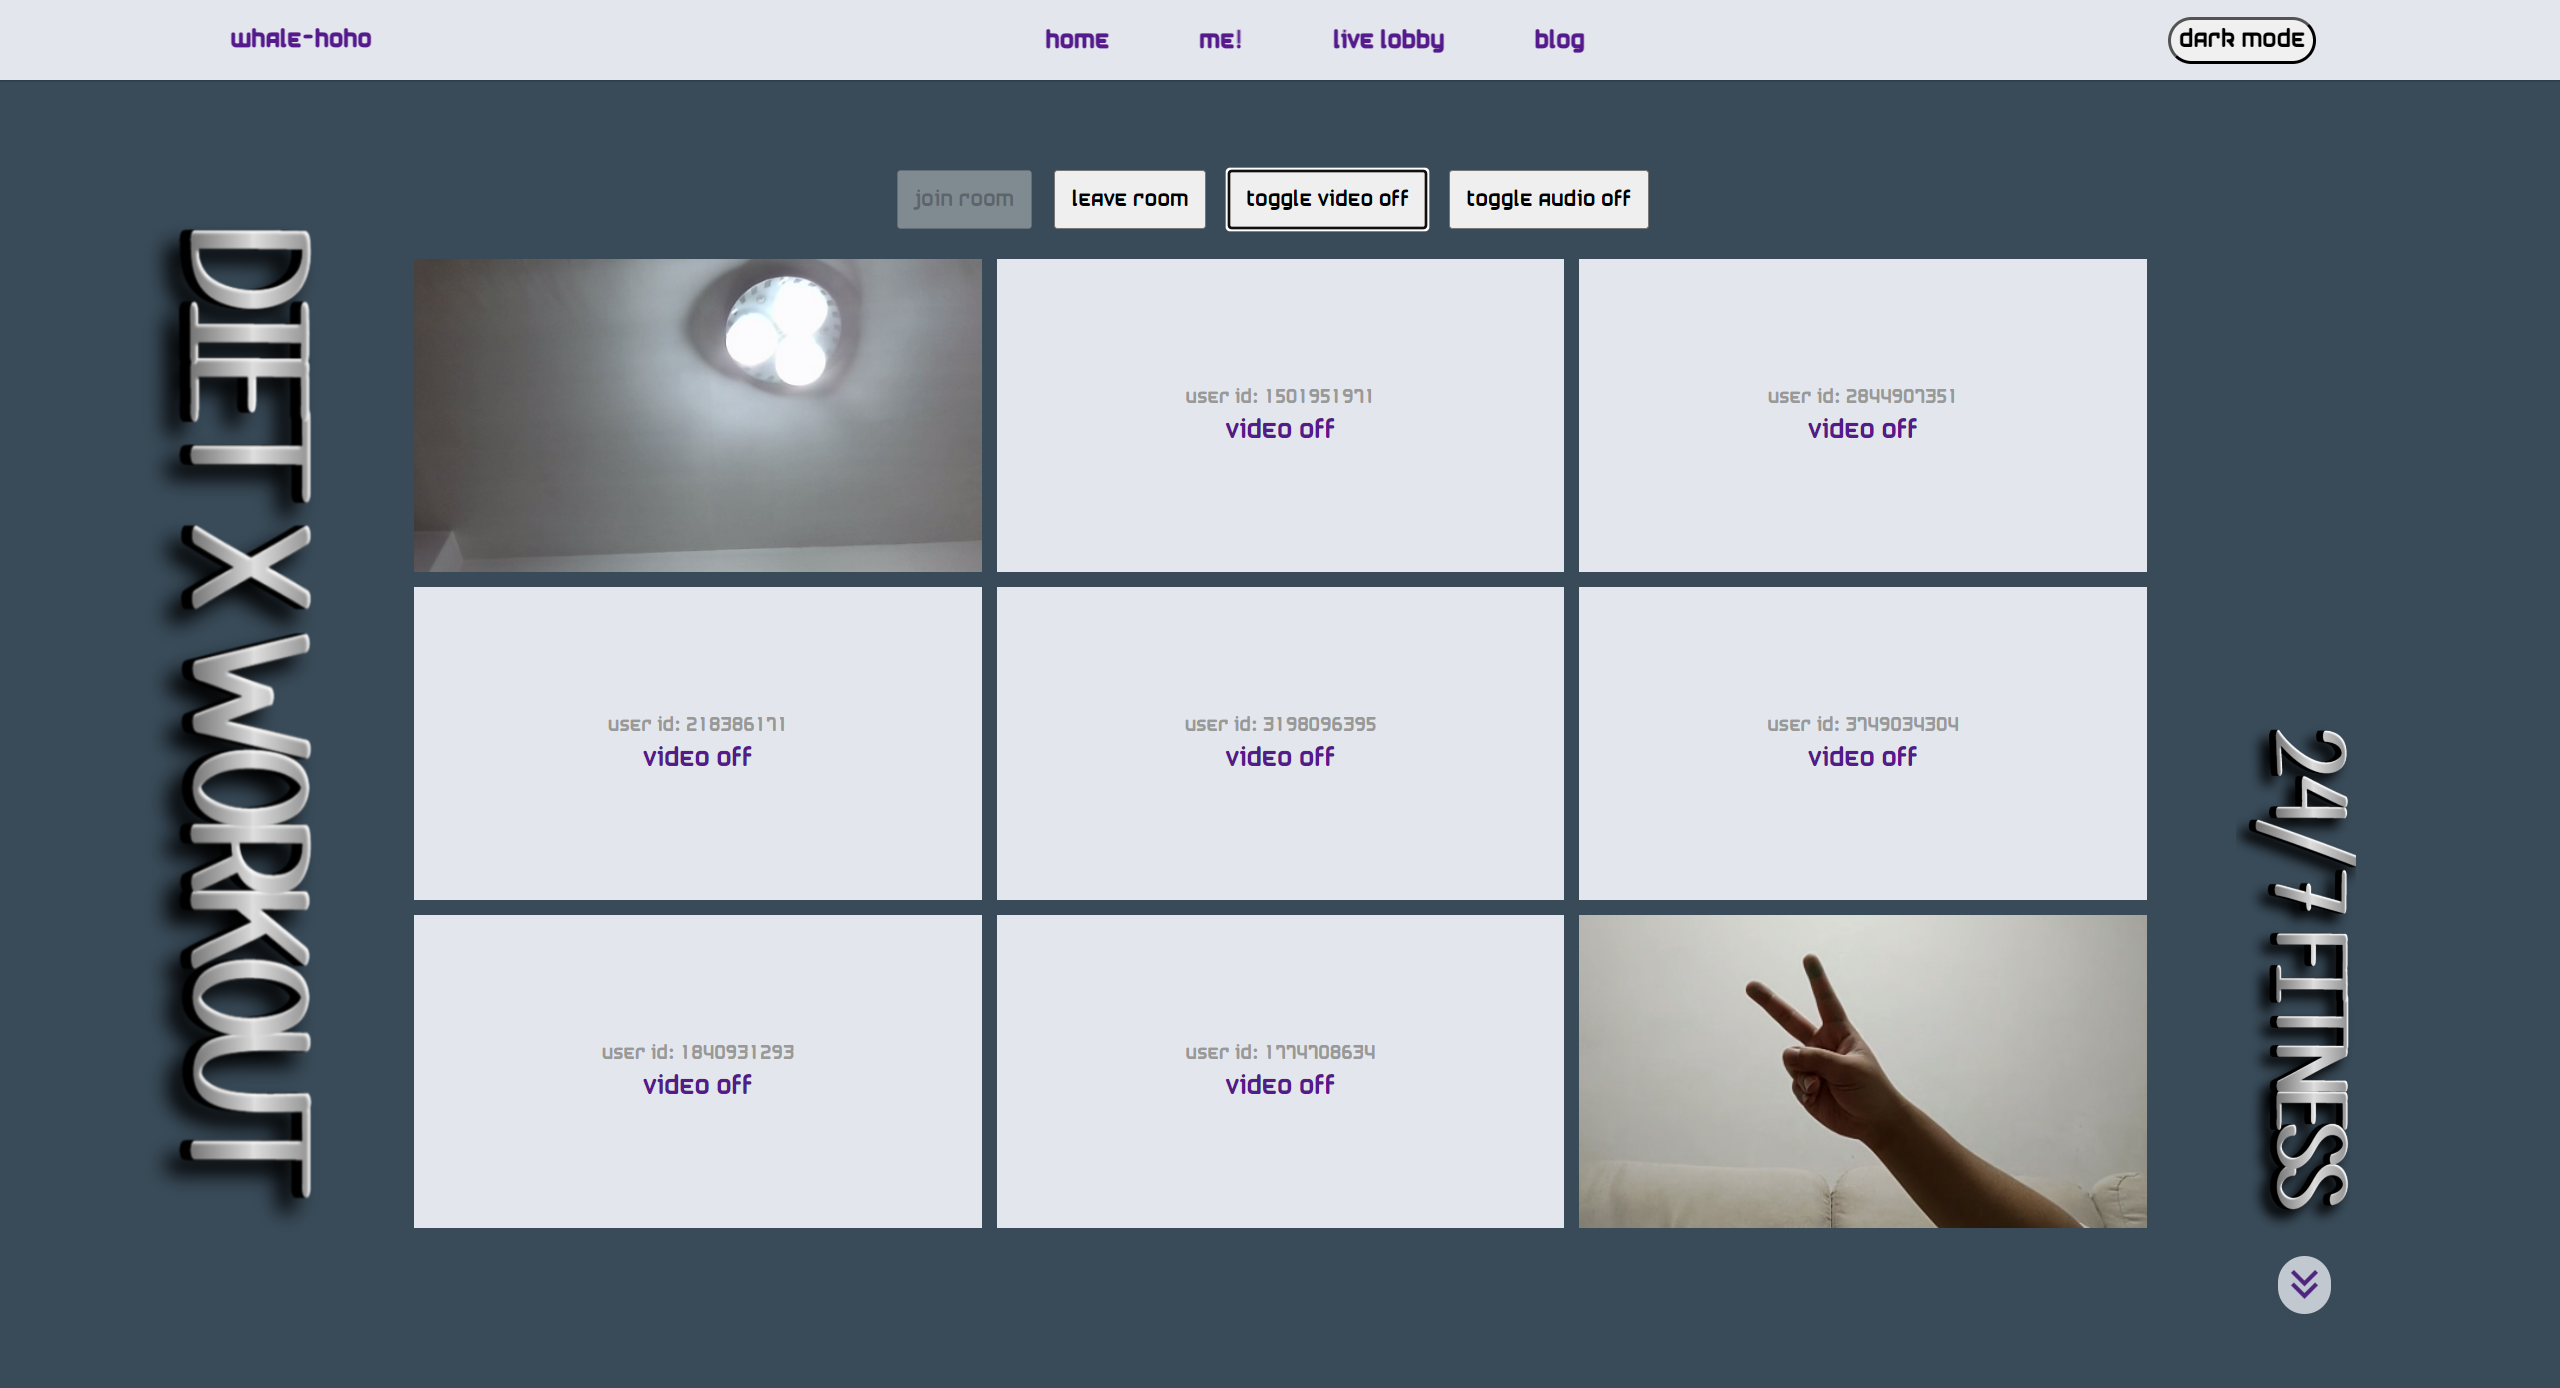 whale-hoho
home
me!
live lobby
blog
dark mode
join room
leave room
toggle video off
toggle audio off
DIET X WORKOUT
user id: 1501951971
video off
user id: 2844907351
video off
user id: 218386171
video off
user id: 3198096395
video off
user id: 3749034304
video off
user id: 1840931293
video off
user id: 1774708634
video off
24/7 FITNESS